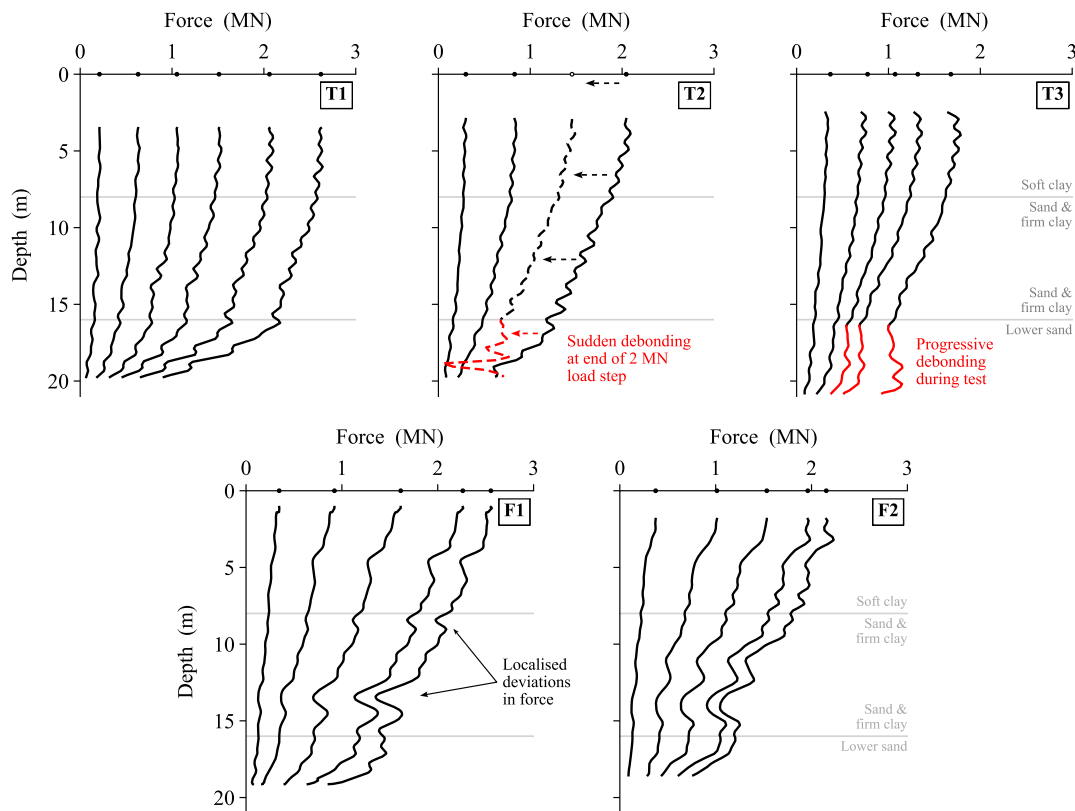 Force (MN)
0 1 2 3
T1
0
5
10
15
20
Depth (m)
Force (MN)
0 1 2 3
T2
Sudden debonding
at end of 2 MN
load step
Force (MN)
0 1 2 3
T3
Soft clay
Sand &
firm clay
Sand &
firm clay
Lower sand
Progressive
debonding
during test
Force (MN)
0 1 2 3
F1
0
5
10
15
20
Depth (m)
Localised
deviations
in force
Force (MN)
0 1 2 3
F2
Soft clay
Sand &
firm clay
Sand &
firm clay
Lower sand